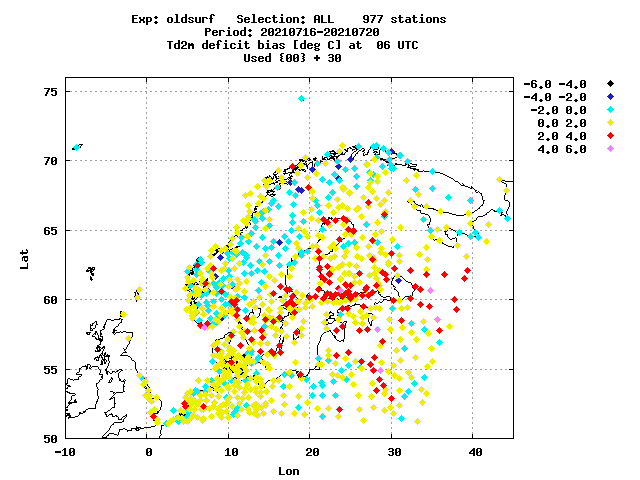 Exp: oldsurf   Selection: ALL    977 stations
Period: 20210716-20210720
Td2m deficit bias [deg C] at  06 UTC
Used {00} + 30
-6.0 -4.0
-4.0 -2.0
-2.0 0.0
0.0 2.0
2.0 4.0
4.0 6.0
75
70
65
60
55
50
Lat
-10 0 10 20 30 40
Lon